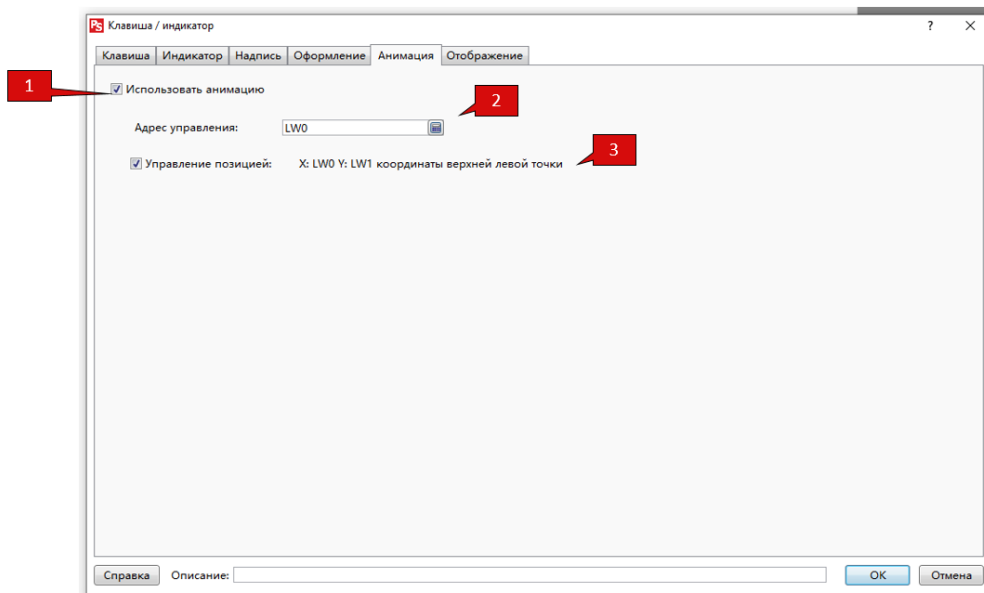 PS Клавиша / индикатор ? ×
Клавиша Индикатор Надпись Оформление Анимация Отображение
1
Использовать анимацию
2
Адрес управления: LW0
3
Управление позицией: X: LW0 Y: LW1 координаты верхней левой точки
Справка Описание: OK Отмена